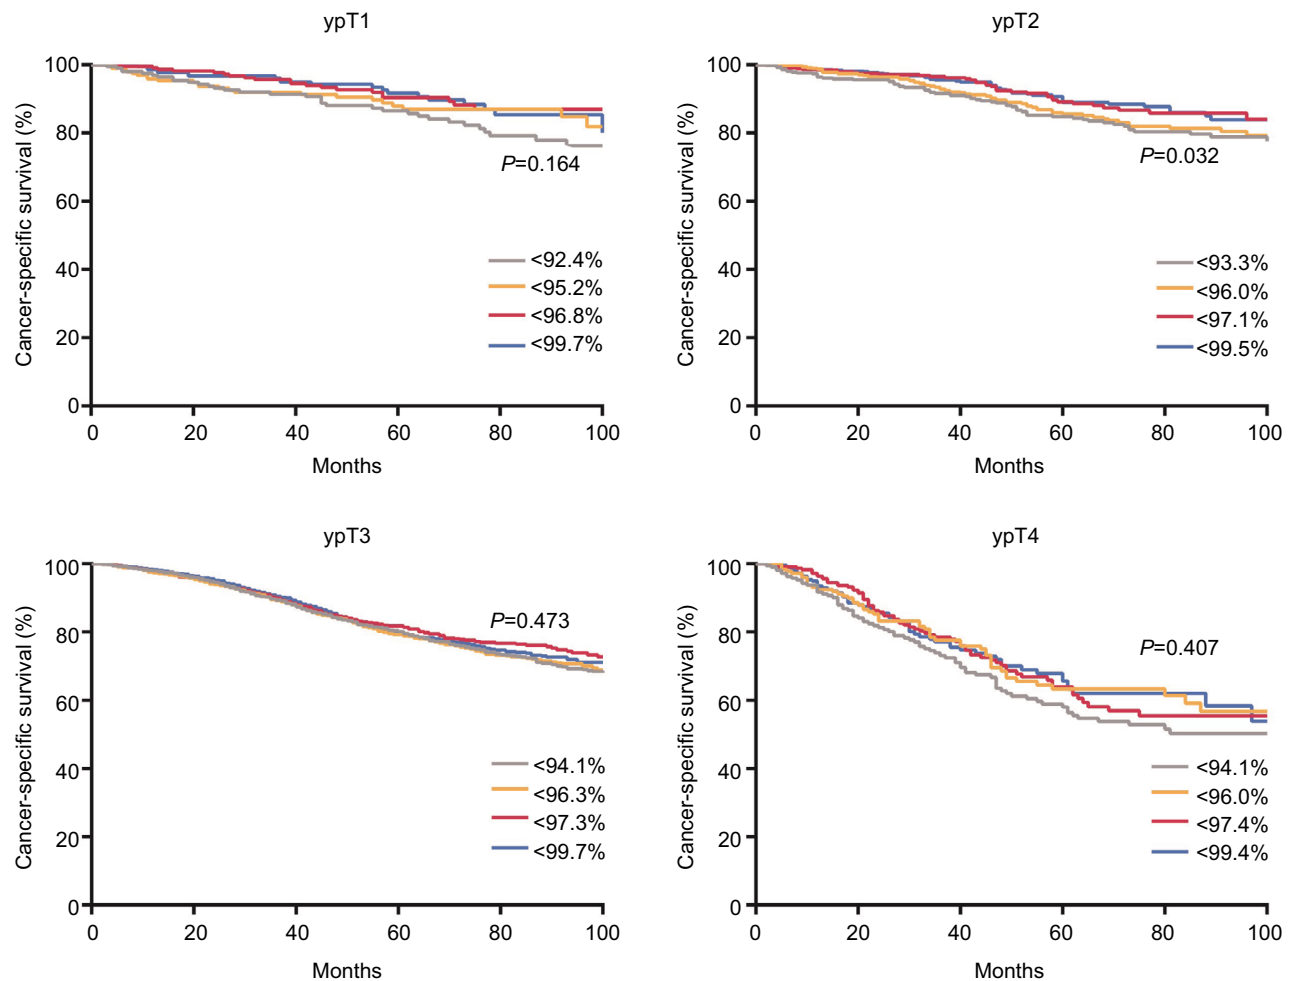 ypT1
Cancer-specific survival (%)
100
80
60
40
20
0
P=0.164
<92.4%
<95.2%
<96.8%
<99.7%
0 20 40 60 80 100
Months
ypT2
Cancer-specific survival (%)
100
80
60
40
20
0
P=0.032
<93.3%
<96.0%
<97.1%
<99.5%
0 20 40 60 80 100
Months
ypT3
Cancer-specific survival (%)
100
80
60
40
20
0
P=0.473
<94.1%
<96.3%
<97.3%
<99.7%
0 20 40 60 80 100
Months
ypT4
Cancer-specific survival (%)
100
80
60
40
20
0
P=0.407
<94.1%
<96.0%
<97.4%
<99.4%
0 20 40 60 80 100
Months